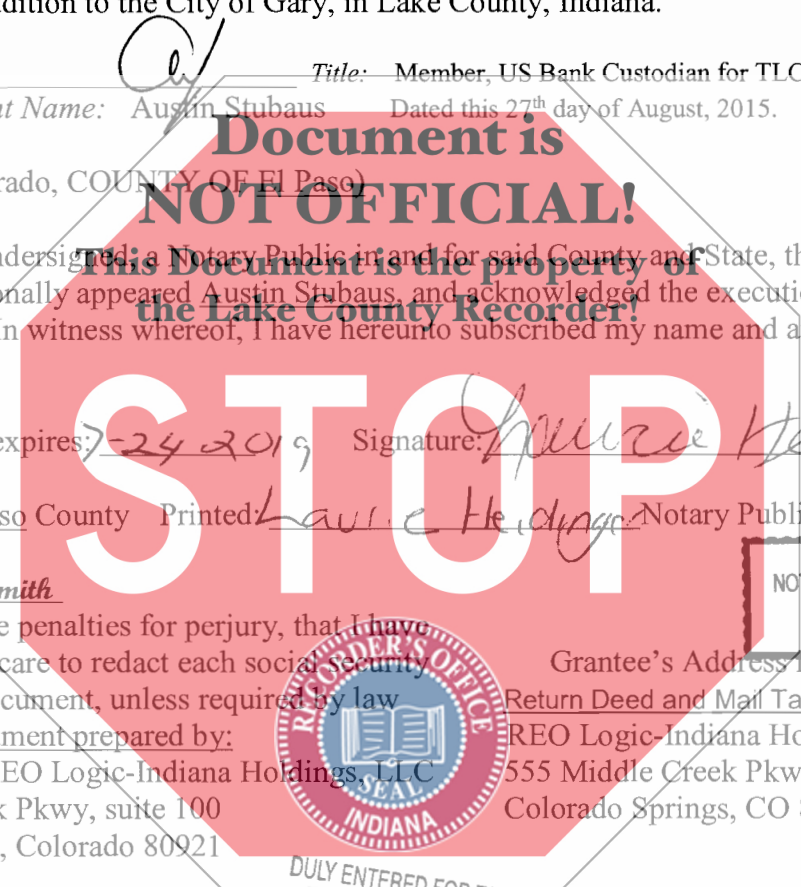 dition to the City of Gary, in Lake County, Indiana.
Title: Member, US Bank Custodian for TLC
nt Name: Austin Stubaus Dated this 27th day of August, 2015.
Document is
NOT OFFICIAL!
rado, COUNTY OF El Paso)
This Document is the property of
the Lake County Recorder!
ndersigned, a Notary Public in and for said County and State, th
onally appeared Austin Stubaus, and acknowledged the executi
In witness whereof, I have hereunto subscribed my name and a
STOP
expires: 7-24 2019 Signature: Laurie He
so County Printed: Laurie Heidinger Notary Publi
NOT
mith
e penalties for perjury, that I have
care to redact each social security
cument, unless required by law
ment prepared by:
EO Logic-Indiana Holdings, LLC
k Pkwy, suite 100
, Colorado 80921
RECORDER'S OFFICE
SEAL
INDIANA
Grantee's Address
Return Deed and Mail Ta
REO Logic-Indiana Ho
555 Middle Creek Pkw
Colorado Springs, CO
DULY ENTERED FOR